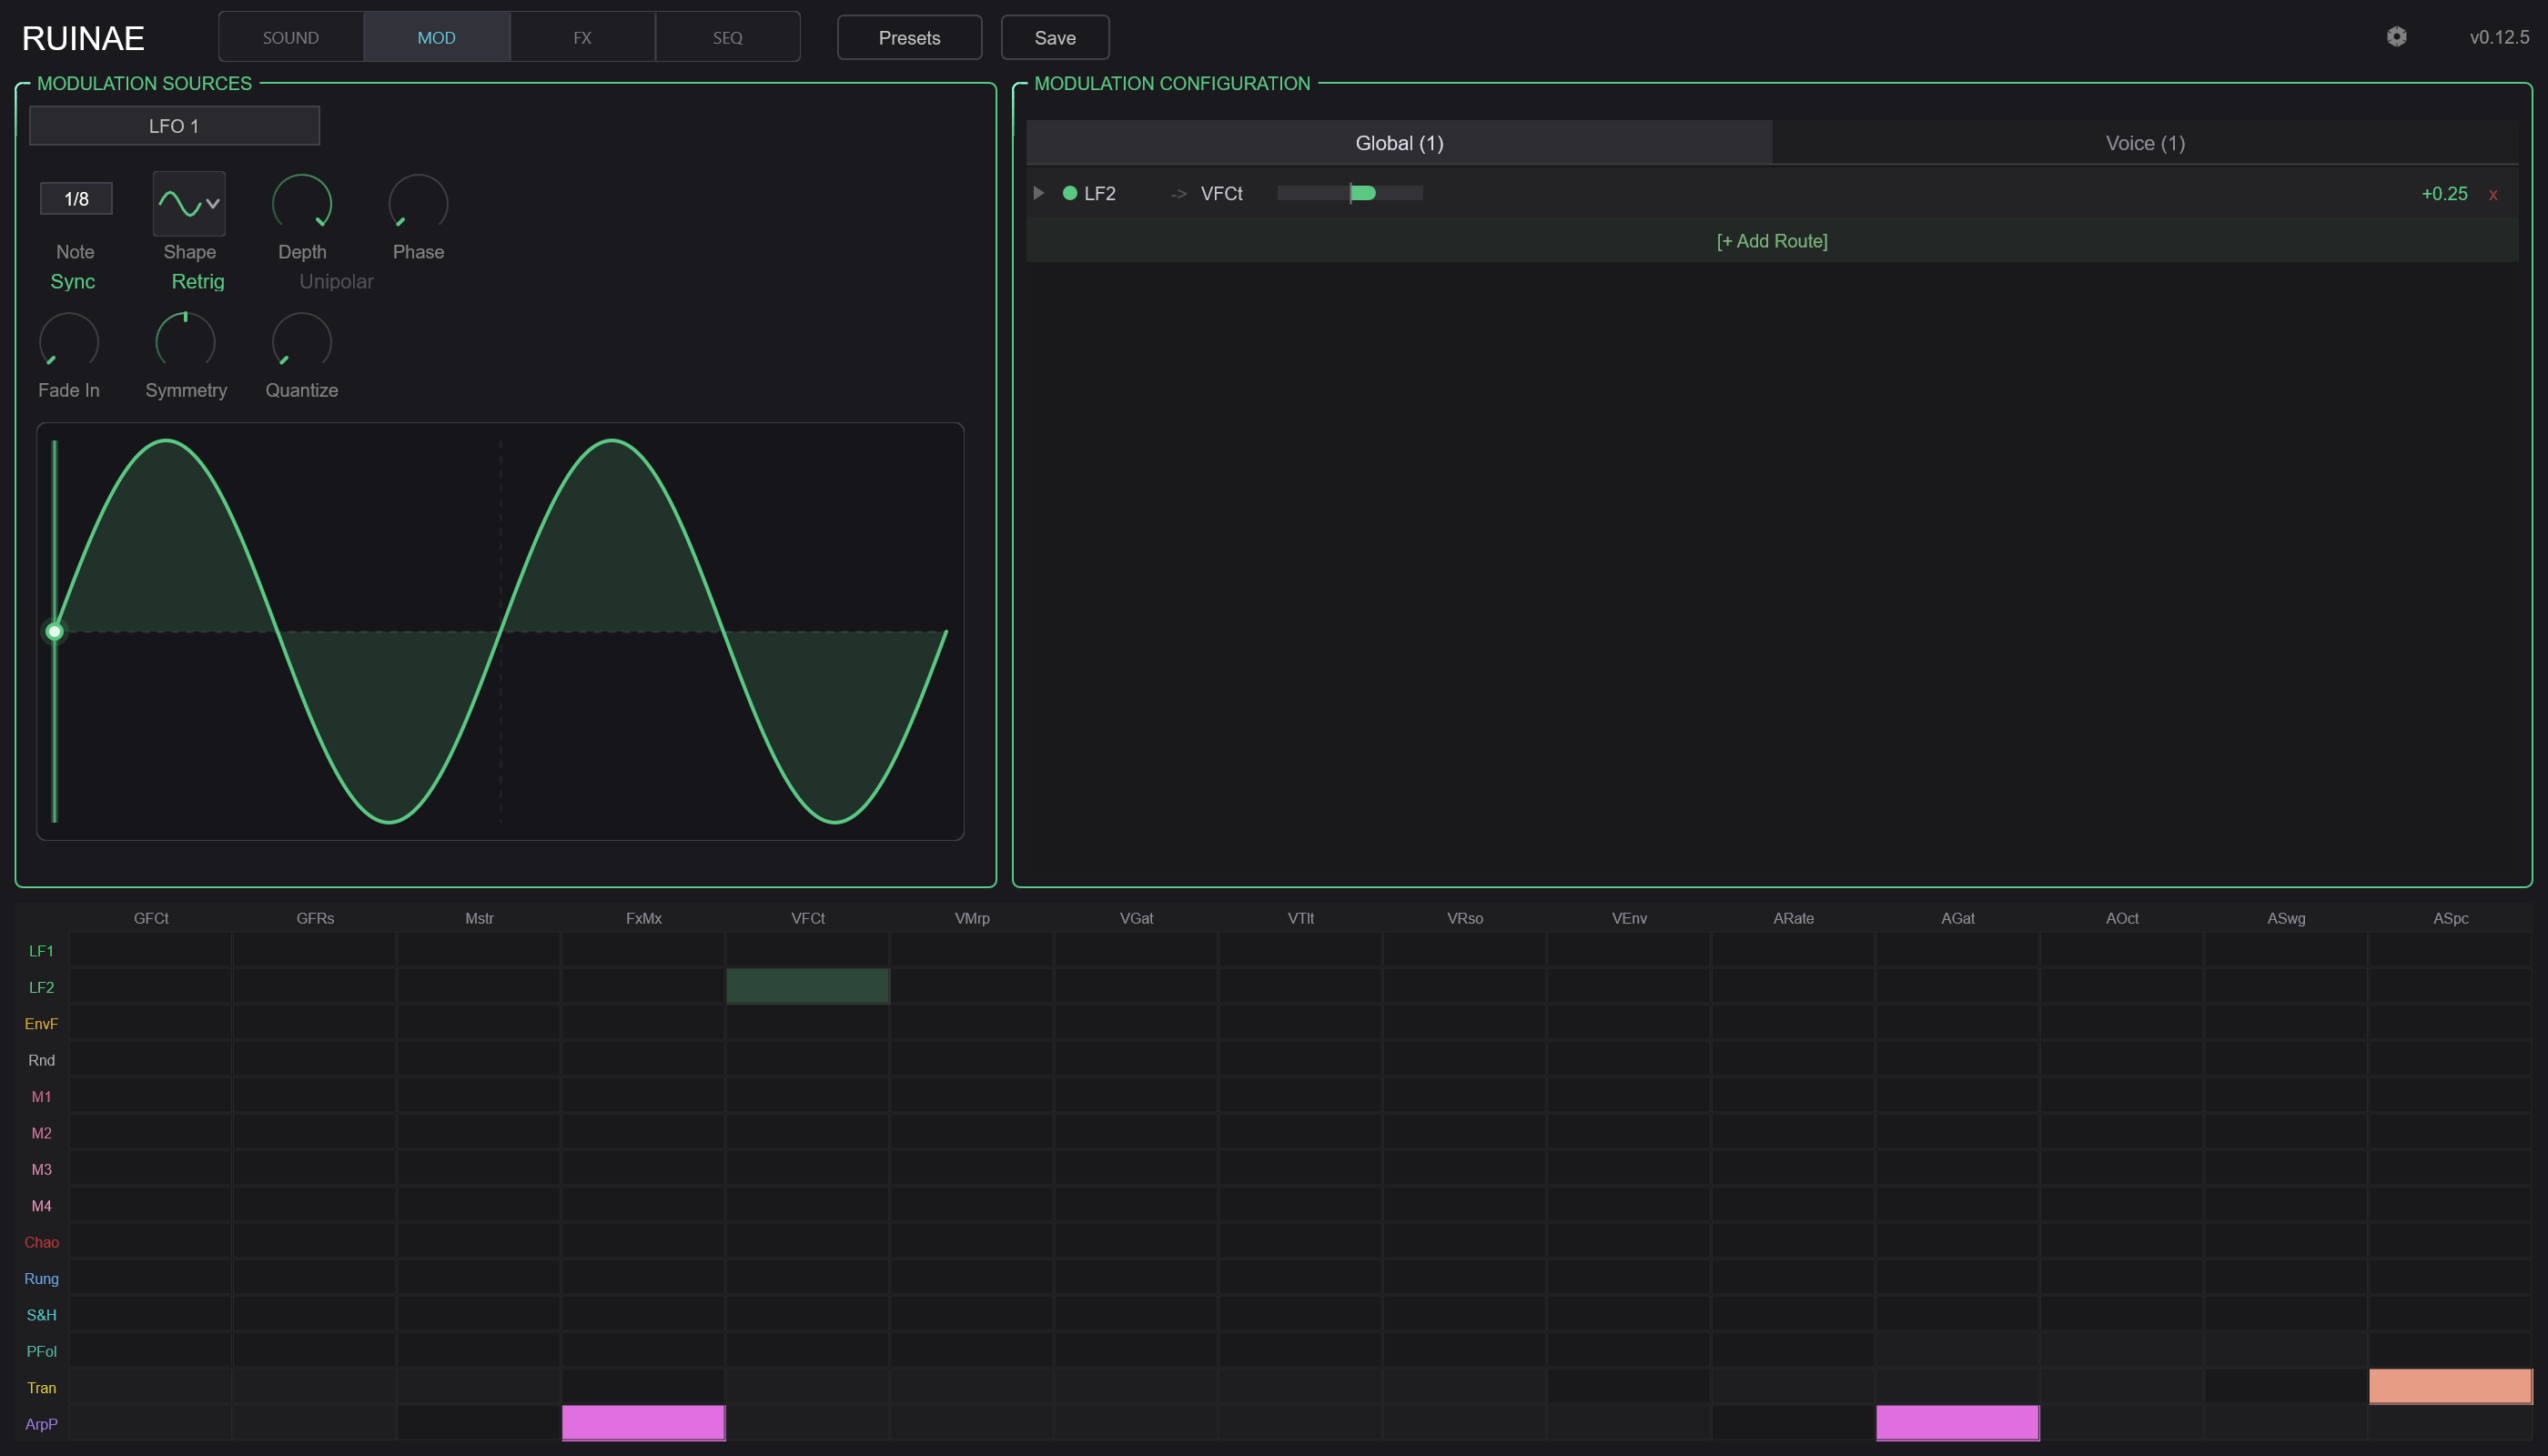 RUINAE SOUND MOD FX SEQ Presets Save v0.12.5
MODULATION SOURCES
LFO 1
1/8
Note Shape Depth Phase
Sync Retrig Unipolar
Fade In Symmetry Quantize
MODULATION CONFIGURATION
Global (1) Voice (1)
LF2 -> VFCt +0.25 x
[+ Add Route]
GFCt GFRs Mstr FxMx VFCt VMrp VGat VTlt VRso VEnv ARate AGat AOct ASwg ASpc
LF1
LF2
EnvF
Rnd
M1
M2
M3
M4
Chao
Rung
S&H
PFol
Tran
ArpP